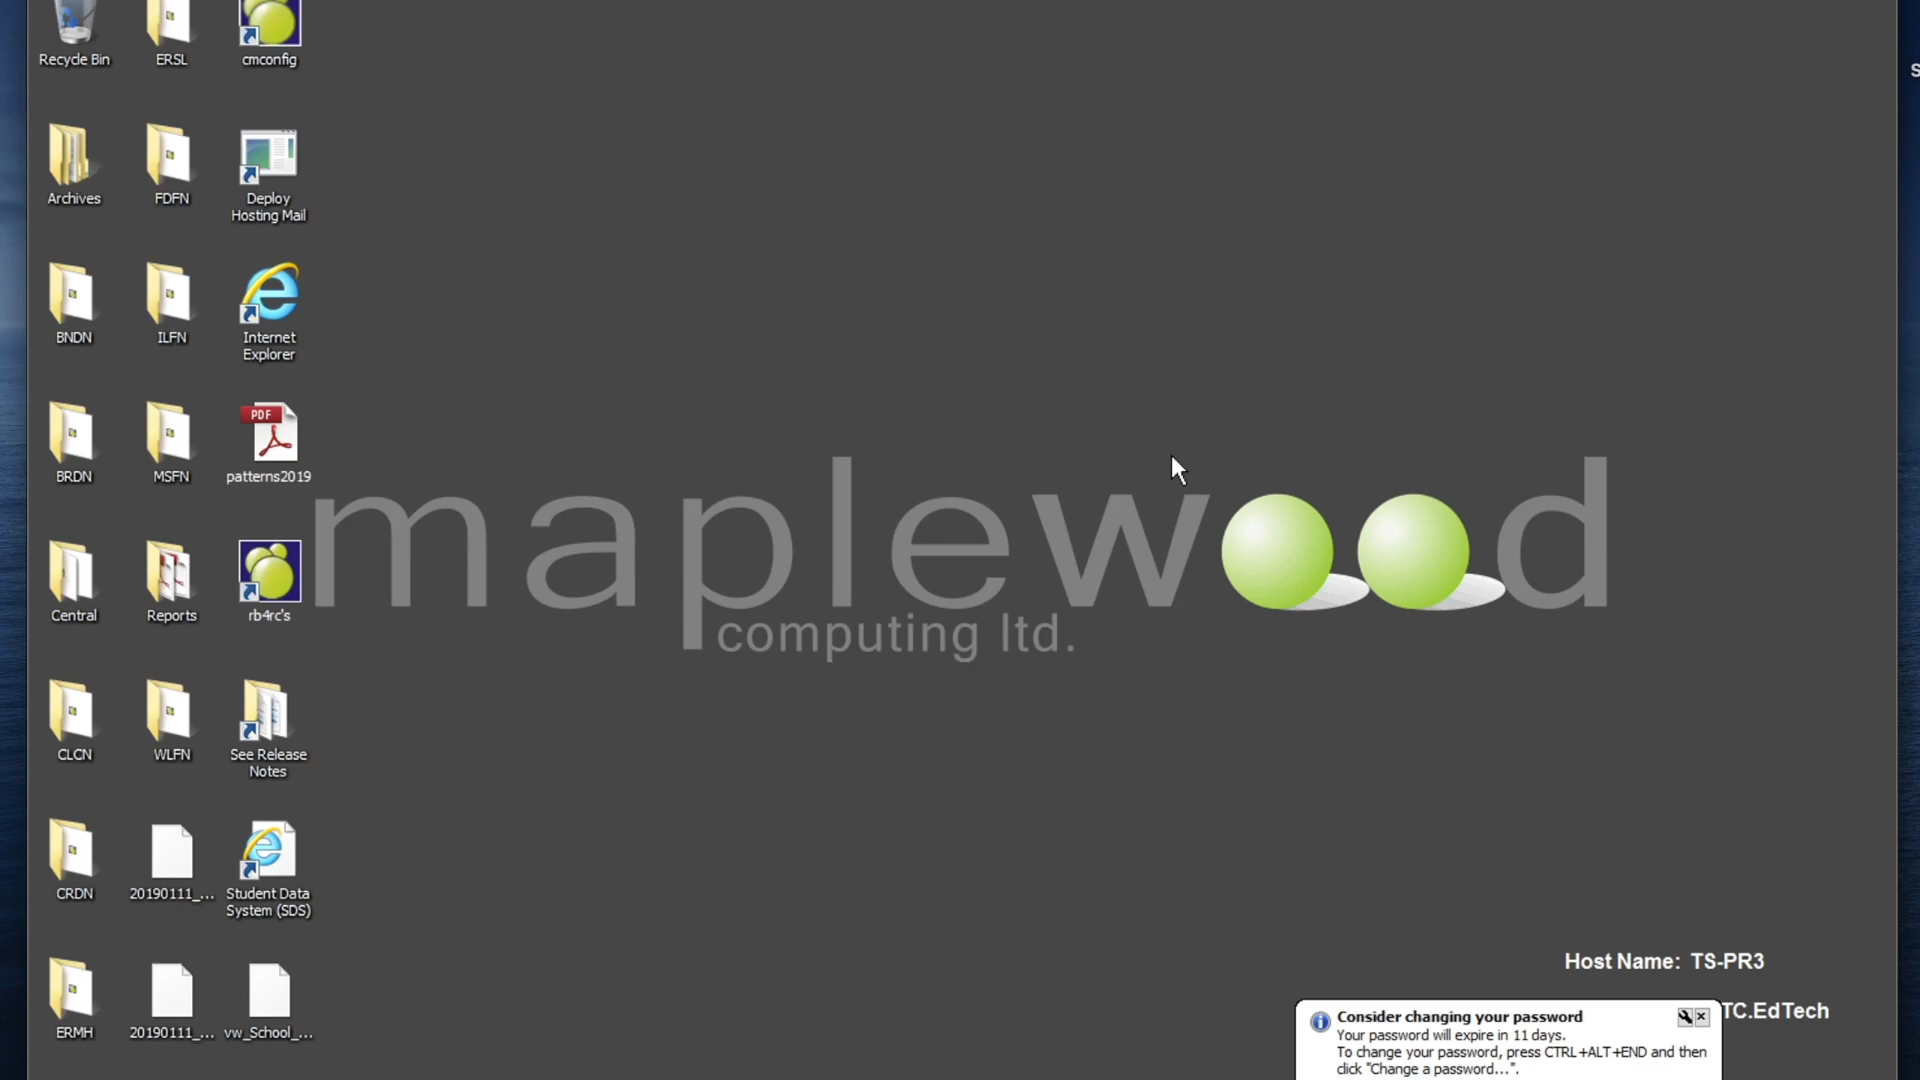 Recycle Bin
ERSL
cmconfig
Archives
FDFN
Deploy
Hosting Mail
BNDN
ILFN
Internet
Explorer
BRDN
MSFN
PDF
patterns2019
Central
Reports
rb4rc's
CLCN
WLFN
See Release
Notes
CRDN
20190111_...
Student Data
System (SDS)
ERMH
20190111_...
vw_School_...
maplewood
computing ltd.
Host Name: TS-PR3
TC.EdTech
Consider changing your password
Your password will expire in 11 days.
To change your password, press CTRL+ALT+END and then
click "Change a password...".